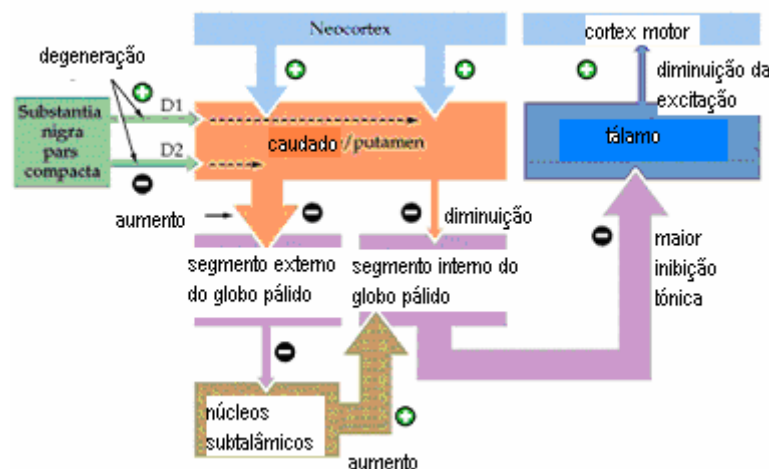 Neocortex
cortex motor
degeneração
diminuição da
excitação
D1
Substantia
nigra
pars
compacta
caudado/putamen
tálamo
D2
aumento
diminuição
maior
inibição
tónica
segmento externo
do globo pálido
segmento interno do
globo pálido
núcleos
subtalâmicos
aumento